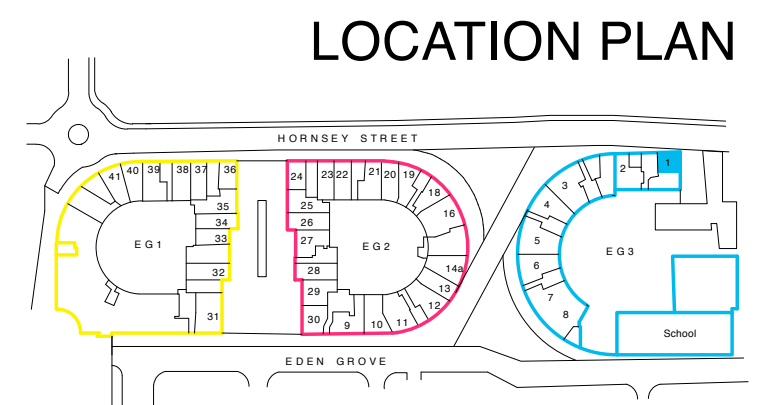 LOCATION PLAN
HORNSEY STREET
41 40 39 38 37 36
35
34
33
32
31
EG1
24 23 22 21 20 19
18
16
25
26
27
28
29
30
EG2
14a
13
12
11
10
9
1
2
3
4
5
6
7
8
EG3
School
EDEN GROVE